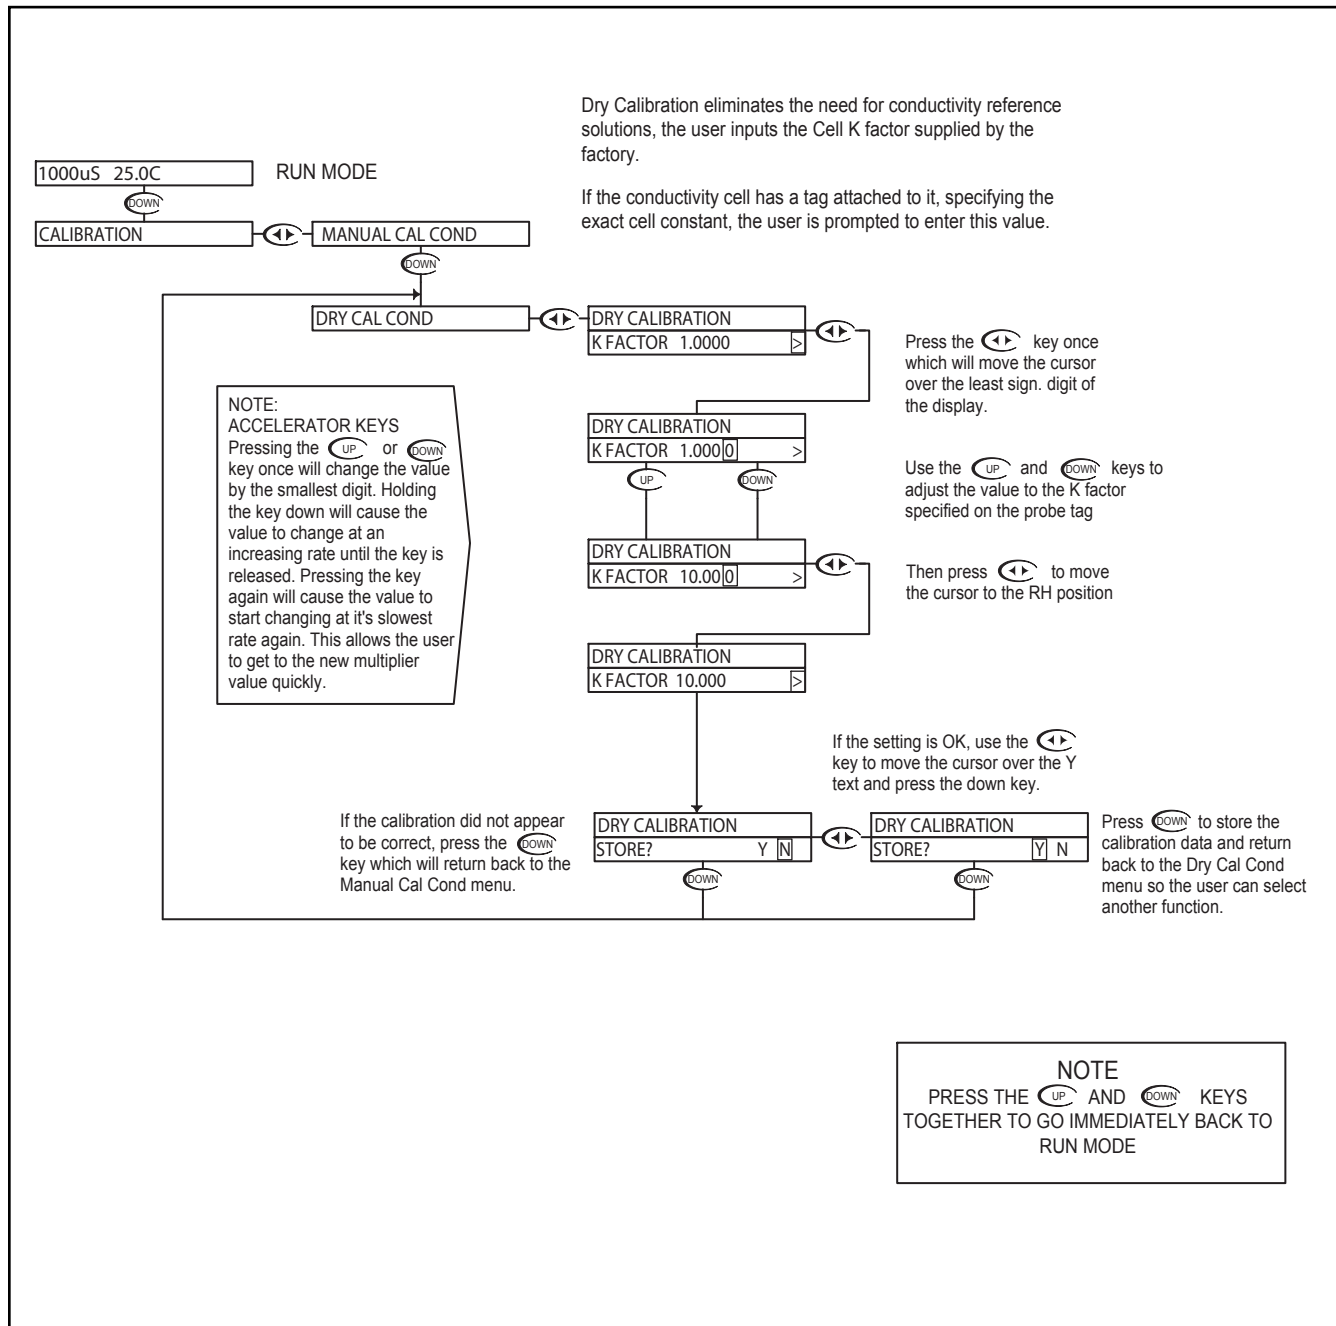 Dry Calibration eliminates the need for conductivity reference
solutions, the user inputs the Cell K factor supplied by the
factory.
If the conductivity cell has a tag attached to it, specifying the
exact cell constant, the user is prompted to enter this value.
1000uS 25.0C
RUN MODE
DOWN
CALIBRATION
MANUAL CAL COND
DOWN
DRY CAL COND
DRY CALIBRATION
K FACTOR 1.0000 >
Press the key once
which will move the cursor
over the least sign. digit of
the display.
NOTE:
ACCELERATOR KEYS
Pressing the UP or DOWN
key once will change the value
by the smallest digit. Holding
the key down will cause the
value to change at an
increasing rate until the key is
released. Pressing the key
again will cause the value to
start changing at it's slowest
rate again. This allows the user
to get to the new multiplier
value quickly.
DRY CALIBRATION
K FACTOR 1.0000 >
UP
DOWN
Use the UP and DOWN keys to
adjust the value to the K factor
specified on the probe tag
DRY CALIBRATION
K FACTOR 10.000 >
Then press to move
the cursor to the RH position
DRY CALIBRATION
K FACTOR 10.000 >
If the setting is OK, use the
key to move the cursor over the Y
text and press the down key.
If the calibration did not appear
to be correct, press the DOWN
key which will return back to the
Manual Cal Cond menu.
DRY CALIBRATION
STORE? Y N
DOWN
DRY CALIBRATION
STORE? Y N
DOWN
Press DOWN to store the
calibration data and return
back to the Dry Cal Cond
menu so the user can select
another function.
NOTE
PRESS THE UP AND DOWN KEYS
TOGETHER TO GO IMMEDIATELY BACK TO
RUN MODE